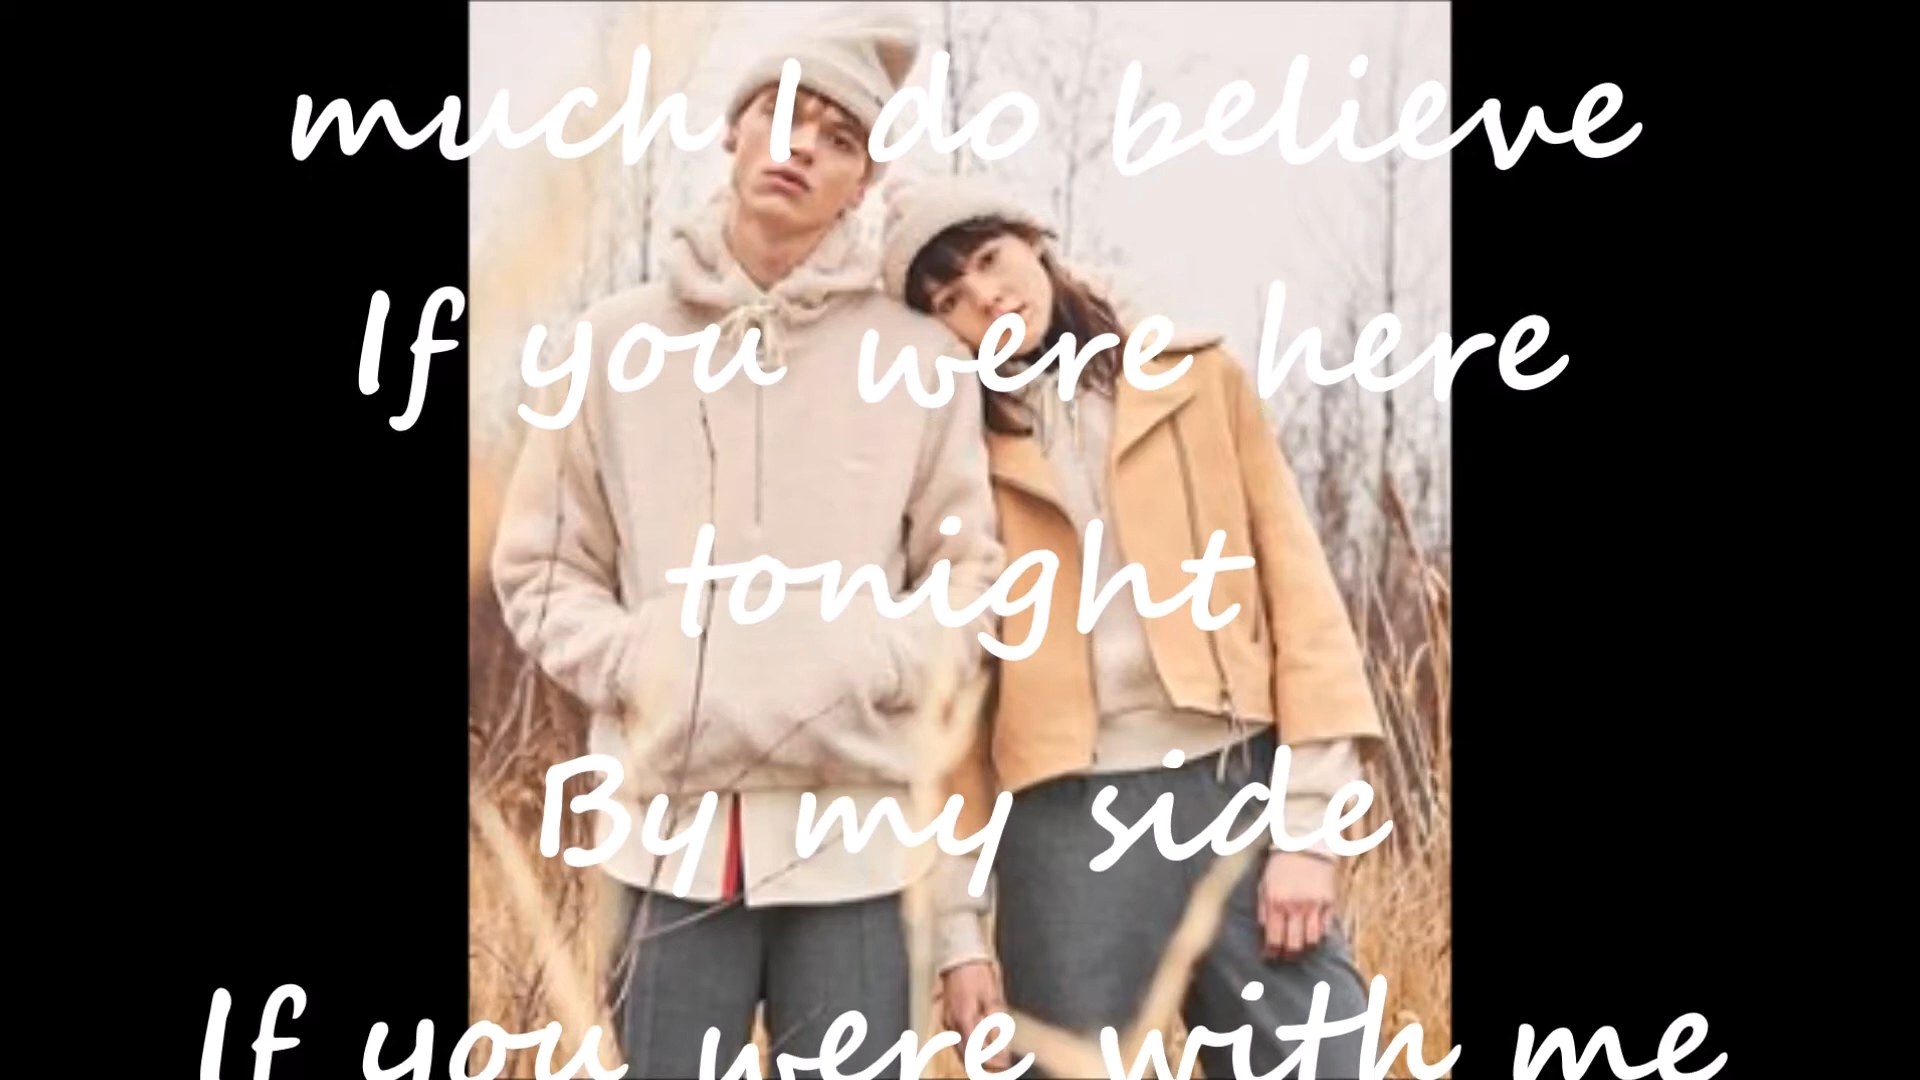 much I do believe
If you were here
tonight
By my side
If you were with me